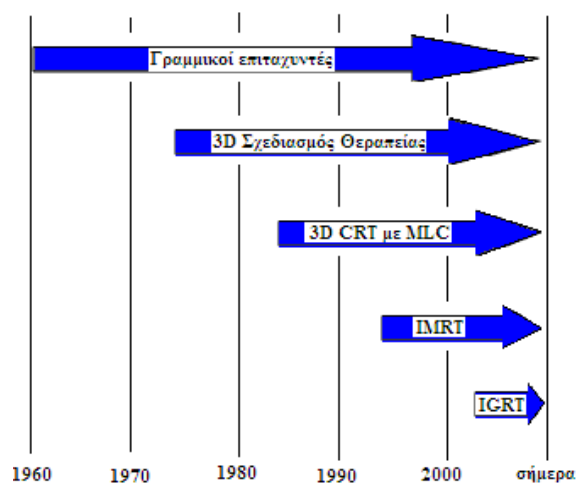 Γραμμικοί επιταχυντές
3D Σχεδιασμός Θεραπείας
3D CRT με MLC
IMRT
IGRT
1960 1970 1980 1990 2000 σήμερα